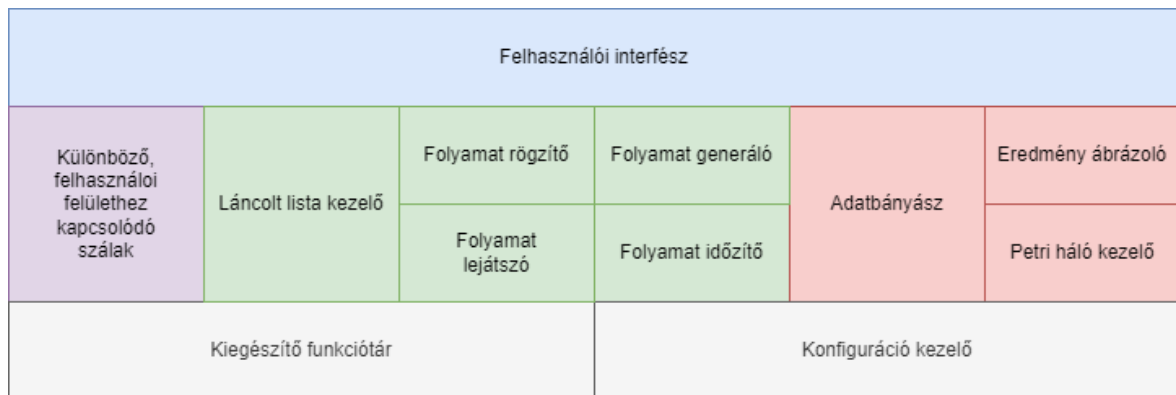 Felhasználói interfész
Különböző,
felhasználoi
felülethez
kapcsolódó
szálak
Láncolt lista kezelő
Folyamat rögzítő
Folyamat
lejátszó
Folyamat generáló
Folyamat időzítő
Adatbányász
Eredmény ábrázoló
Petri háló kezelő
Kiegészítő funkciótár
Konfiguráció kezelő